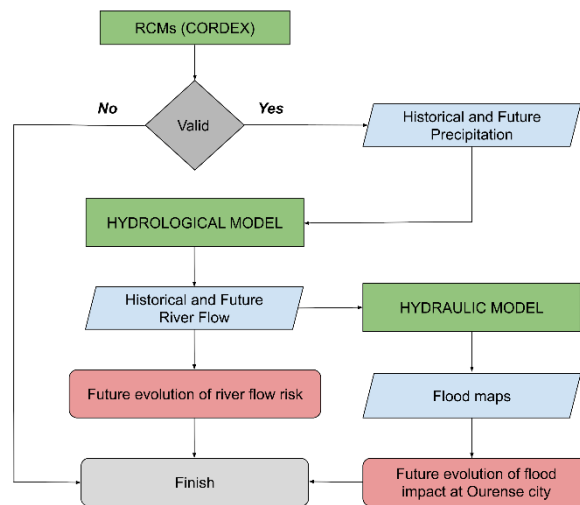 RCMs (CORDEX)
No
Yes
Valid
Historical and Future
Precipitation
HYDROLOGICAL MODEL
Historical and Future
River Flow
HYDRAULIC MODEL
Future evolution of river flow risk
Flood maps
Finish
Future evolution of flood
impact at Ourense city